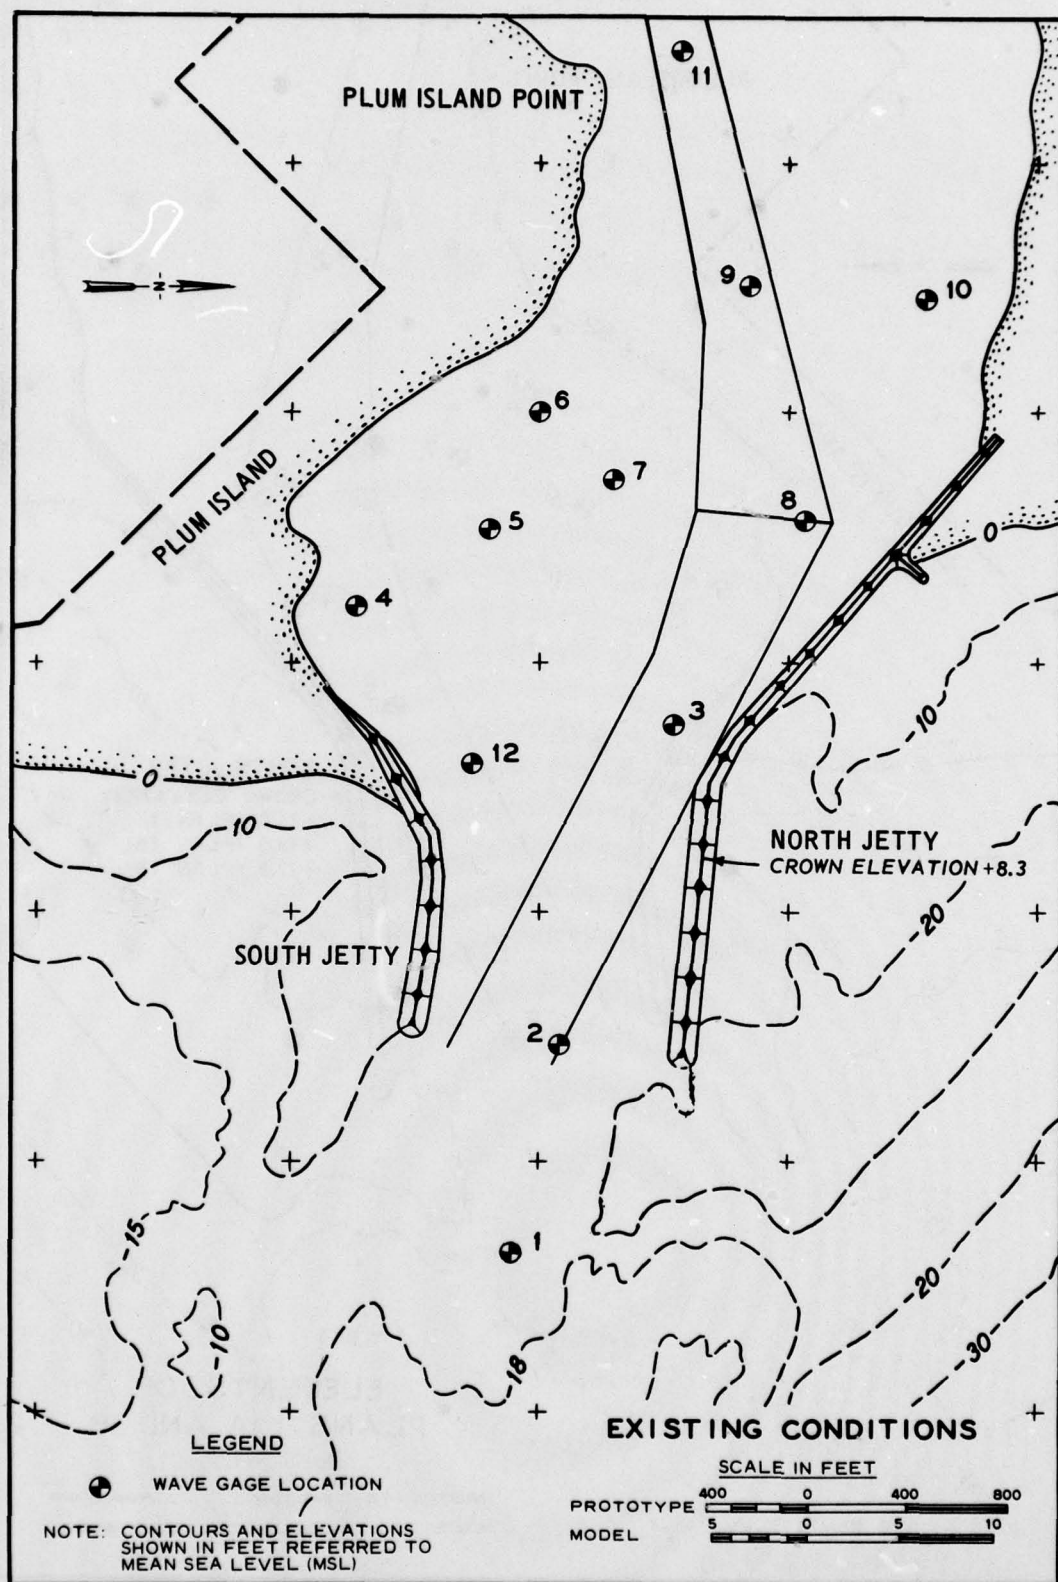 11
PLUM ISLAND POINT
N
9
10
6
7
PLUM ISLAND
5
8
0
4
3
-10
12
0
-10
NORTH JETTY
CROWN ELEVATION +8.3
-20
SOUTH JETTY
2
-15
1
-20
-10
-18
-30
EXISTING CONDITIONS
LEGEND
WAVE GAGE LOCATION
SCALE IN FEET
400 0 400 800
PROTOTYPE
MODEL
5 0 5 10
NOTE: CONTOURS AND ELEVATIONS
SHOWN IN FEET REFERRED TO
MEAN SEA LEVEL (MSL)